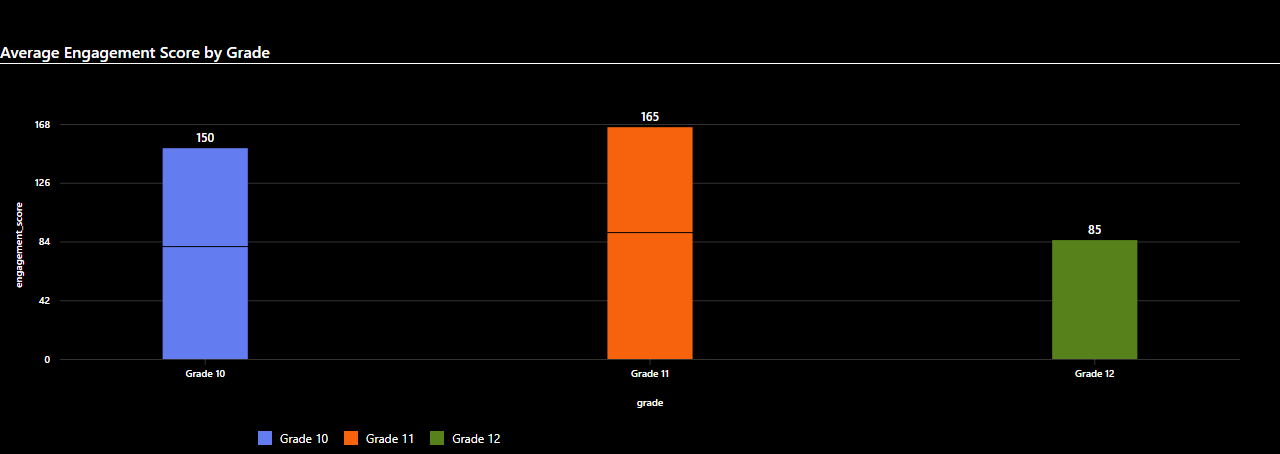 Average Engagement Score by Grade
168
126
84
42
0
engagement_score
150
165
85
Grade 10
Grade 11
Grade 12
grade
Grade 10 Grade 11 Grade 12